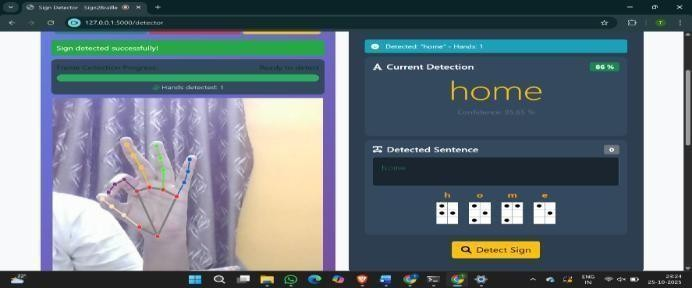 Sign Detector - Sign2Braille
127.0.0.1:5000/detector
Sign detected successfully!
Frame Collection Progress:
Ready to detect
Hands detected: 1
Detected: "home" - Hands: 1
Current Detection
86 %
home
Confidence: 85.65 %
Detected Sentence
0
home
h o m e
Detect Sign
22°
ENG
IN
25-10-2025